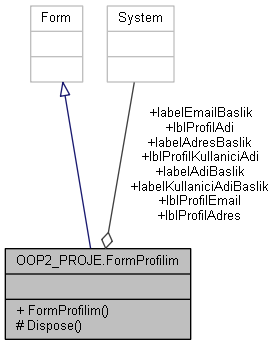 Form
System
+labelEmailBaslik
+lblProfilAdi
+labelAdresBaslik
+lblProfilKullaniciAdi
+labelAdiBaslik
+labelKullaniciAdiBaslik
+lblProfilEmail
+lblProfilAdres
OOP2_PROJE.FormProfilim
+ FormProfilim()
# Dispose()